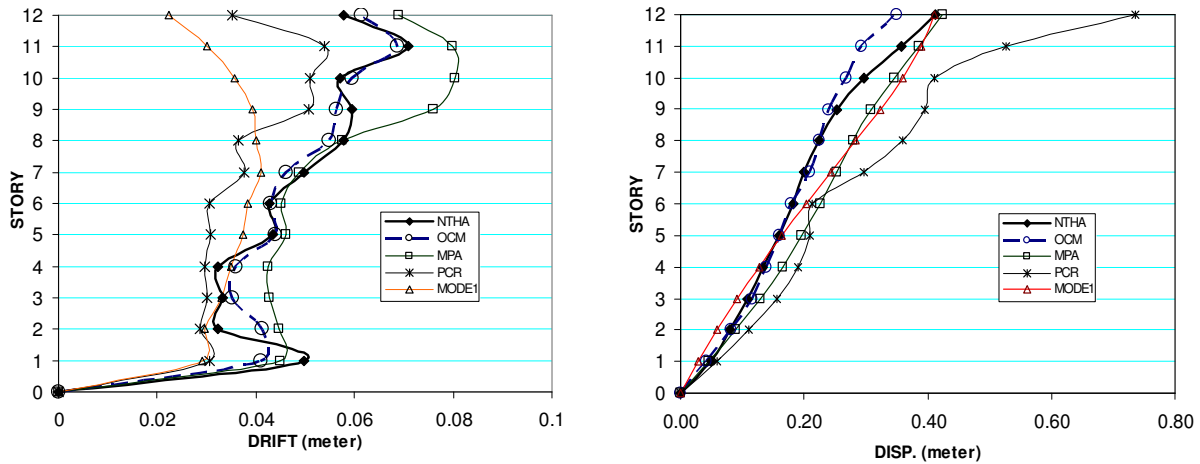 12
11
10
9
8
7
6
5
4
3
2
1
0
STORY
0
0.02
0.04
0.06
0.08
0.1
DRIFT (meter)
NTHA
OCM
MPA
PCR
MODE1
12
11
10
9
8
7
6
5
4
3
2
1
0
STORY
0.00
0.20
0.40
0.60
0.80
DISP. (meter)
NTHA
OCM
MPA
PCR
MODE1